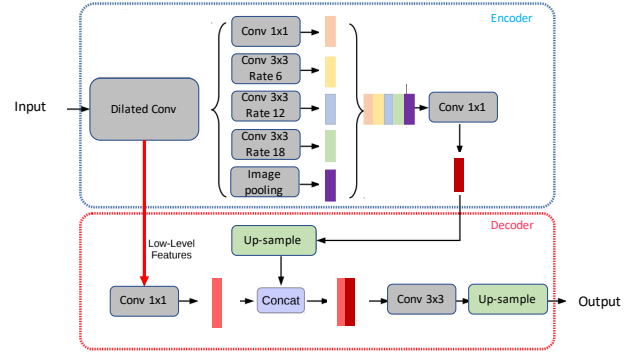 Encoder
Input
Dilated Conv
Conv 1x1
Conv 3x3
Rate 6
Conv 3x3
Rate 12
Conv 3x3
Rate 18
Image
pooling
Conv 1x1
Decoder
Low-Level
Features
Up-sample
Conv 1x1
Concat
Conv 3x3
Up-sample
Output